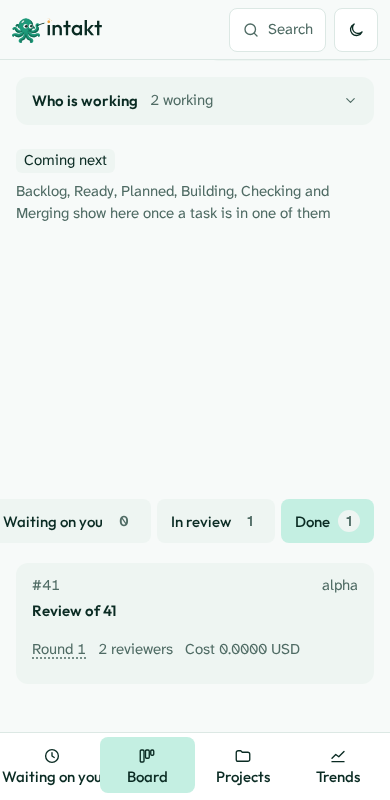 intakt
Search
Who is working 2 working
Coming next
Backlog, Ready, Planned, Building, Checking and
Merging show here once a task is in one of them
Waiting on you 0 In review 1 Done 1
#41 alpha
Review of 41
Round 1 2 reviewers Cost 0.0000 USD
Waiting on you Board Projects Trends